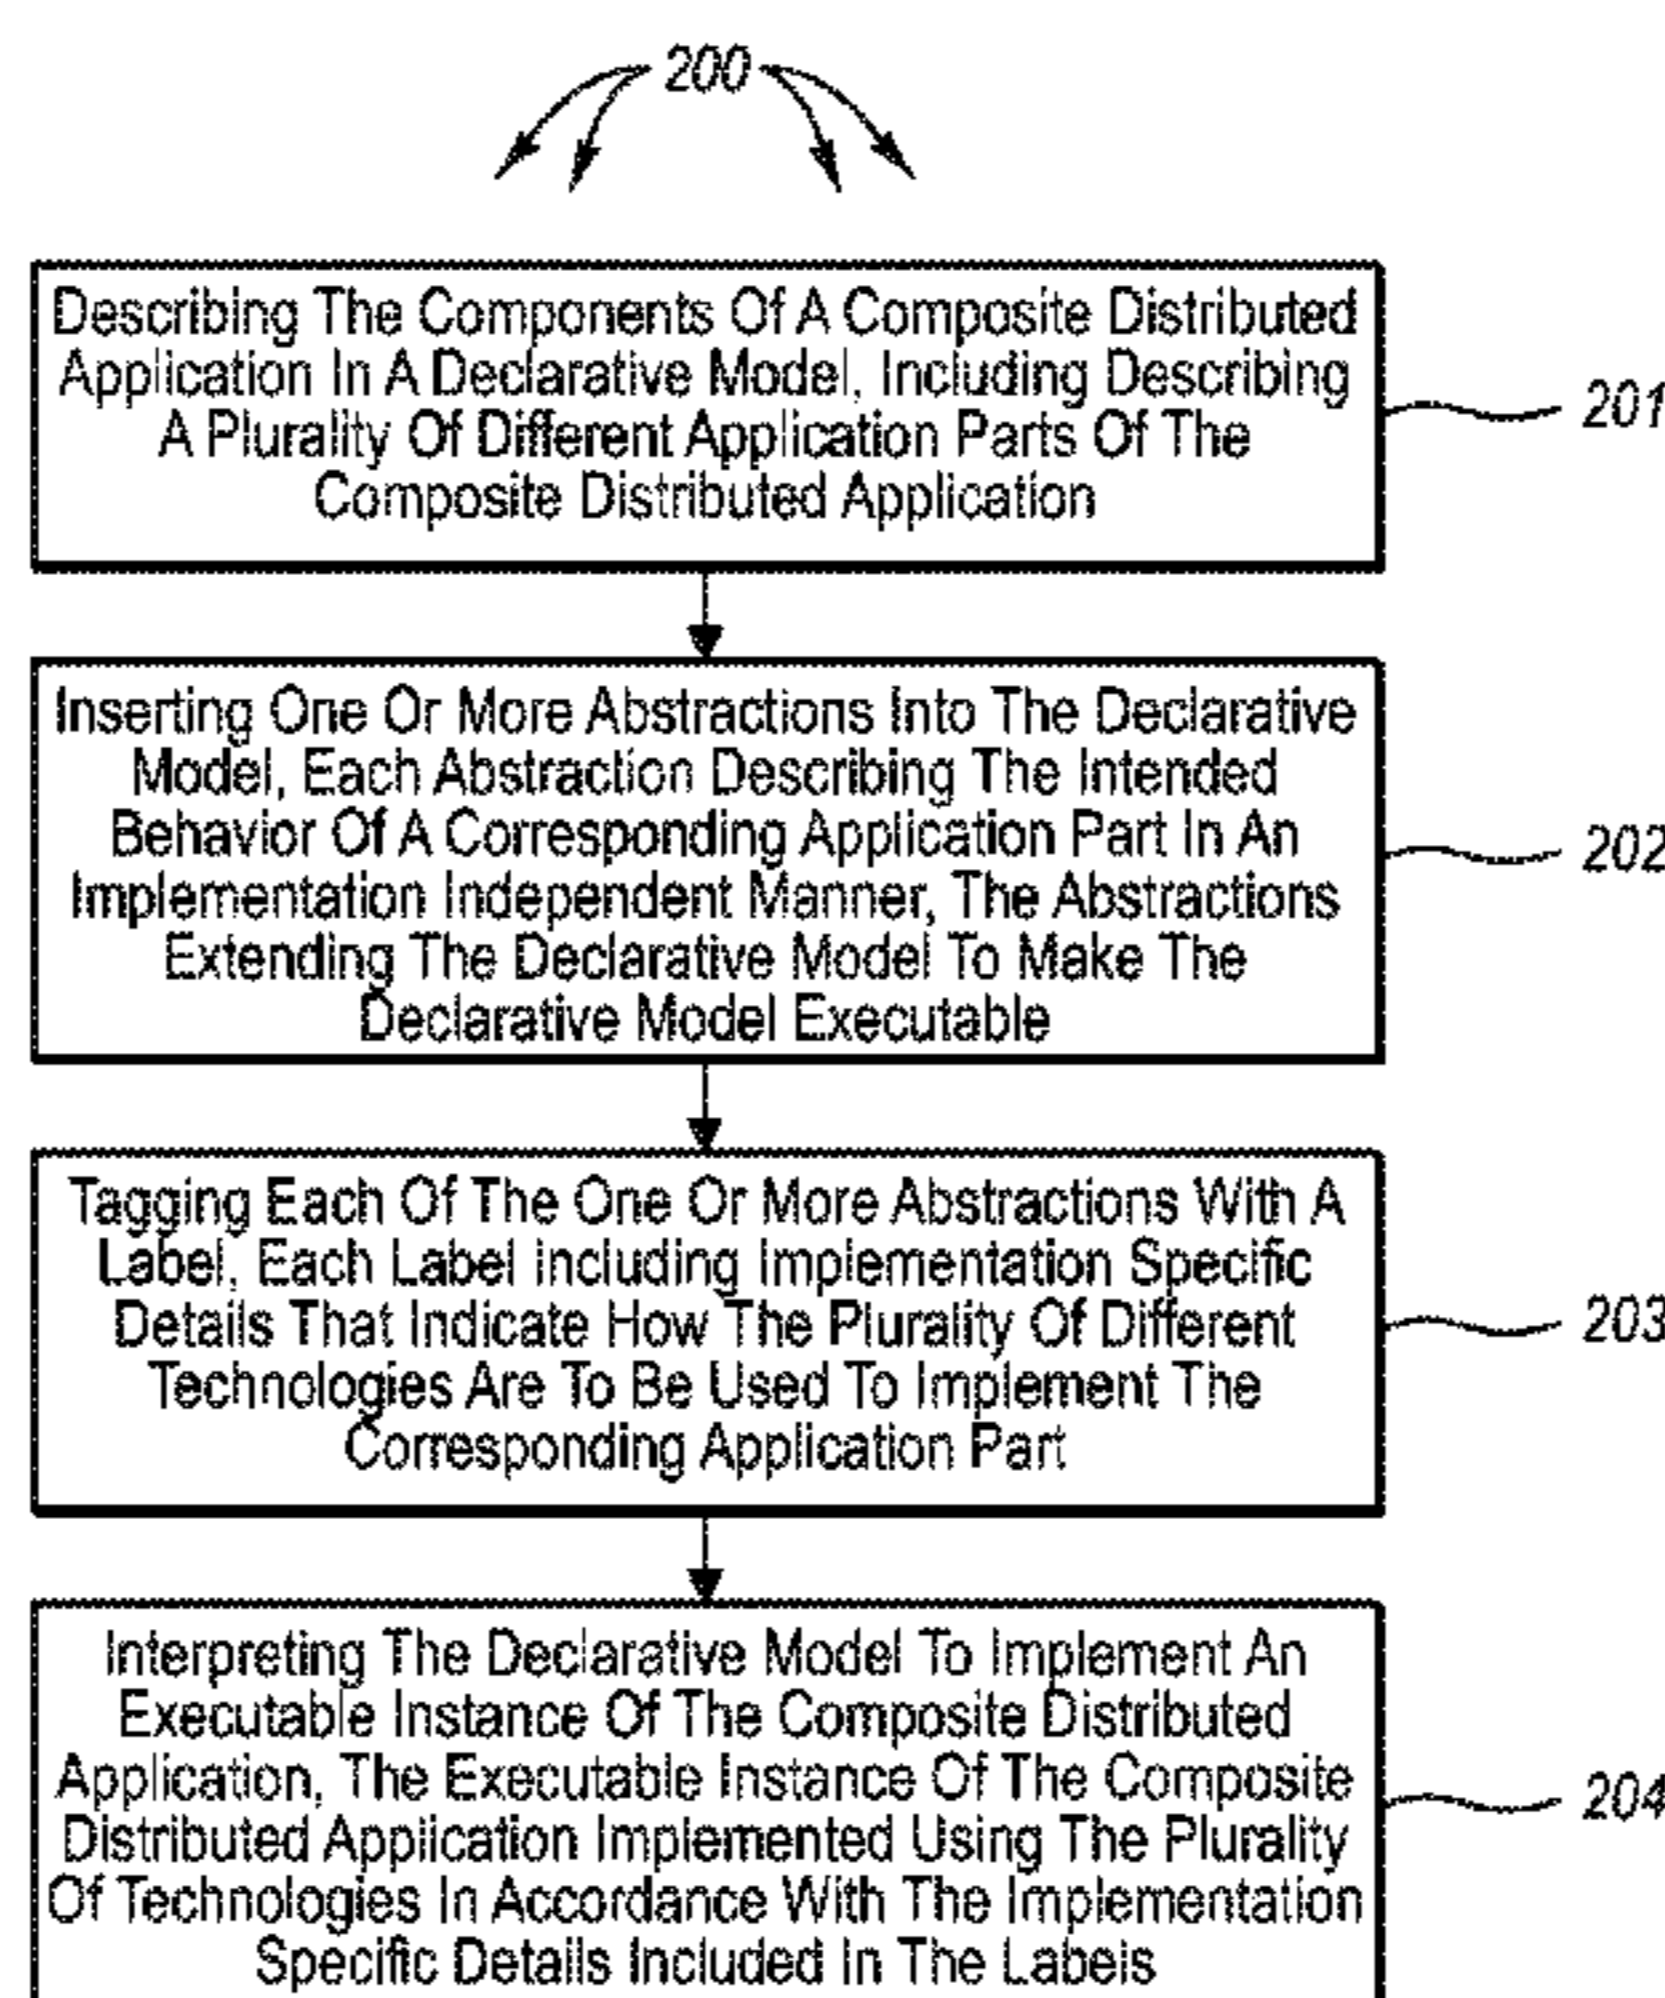 200
Describing The Components Of A Composite Distributed
Application In A Declarative Model, Including Describing
A Plurality Of Different Application Parts Of The
Composite Distributed Application
201
Inserting One Or More Abstractions Into The Declarative
Model, Each Abstraction Describing The Intended
Behavior Of A Corresponding Application Part In An
Implementation Independent Manner, The Abstractions
Extending The Declarative Model To Make The
Declarative Model Executable
202
Tagging Each Of The One Or More Abstractions With A
Label, Each Label Including Implementation Specific
Details That Indicate How The Plurality Of Different
Technologies Are To Be Used To Implement The
Corresponding Application Part
203
Interpreting The Declarative Model To Implement An
Executable Instance Of The Composite Distributed
Application, The Executable Instance Of The Composite
Distributed Application Implemented Using The Plurality
Of Technologies In Accordance With The Implementation
Specific Details Included In The Labels
204